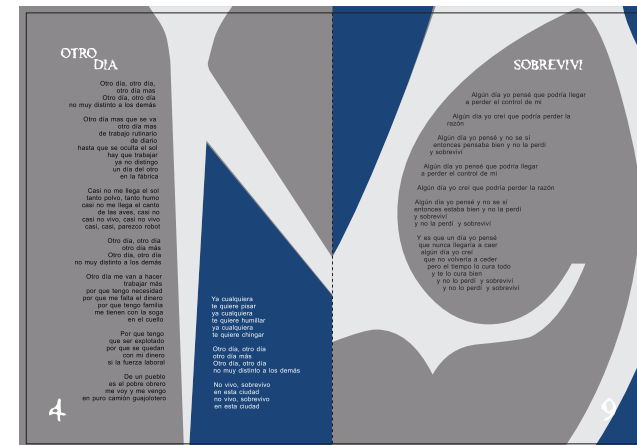 OTRO
DIA
Otro día, otro día,
otro día mas
Otro día, otro día
no muy distinto a los demás
Otro día mas que se va
otro día mas
de trabajo rutinario
de diario
hasta que se oculta el sol
hay que trabajar
ya no distingo
un día del otro
en la fábrica
Casi no me llega el sol
tanto polvo, tanto humo
casi no me llega el canto
de las aves, casi no
casi no vivo, casi no vivo
casi, casi, parezco robot
Otro día, otro día
otro día más
Otro día, otro día
no muy distinto a los demás
Otro día me van a hacer
trabajar más
por que tengo necesidad
por que me falta el dinero
por que tengo familia
me tienen con la soga
en el cuello
Por que tengo
que ser explotado
por que se quedan
con mi dinero
si la fuerza laboral
De un pueblo
es el pobre obrero
me voy y me vengo
en puro camión guajolotero
4
Ya cualquiera
te quiere pisar
ya cualquiera
te quiere humillar
ya cualquiera
te quiere chingar
Otro día, otro día
otro día más
Otro día, otro día
no muy distinto a los demás
No vivo, sobrevivo
en esta ciudad
no vivo, sobrevivo
en esta ciudad
SOBREVIVI
Algún día yo pensé que podría llegar
a perder el control de mi
Algún día yo creí que podría perder la
razón
Algún día yo pensé y no se si
entonces pensaba bien y no la perdí
y sobreviví
Algún día yo pensé que podría llegar
a perder el control de mi
Algún día yo creí que podría perder la razón
Algún día yo pensé y no se si
entonces estaba bien y no la perdí
y sobreviví
y no la perdí y sobreviví
Y es que un día yo pensé
que nunca llegaría a caer
algún día yo creí
que no volvería a ceder
pero el tiempo lo cura todo
y te lo cura bien
y no lo perdí y sobreviví
y no lo perdí y sobreviví
9